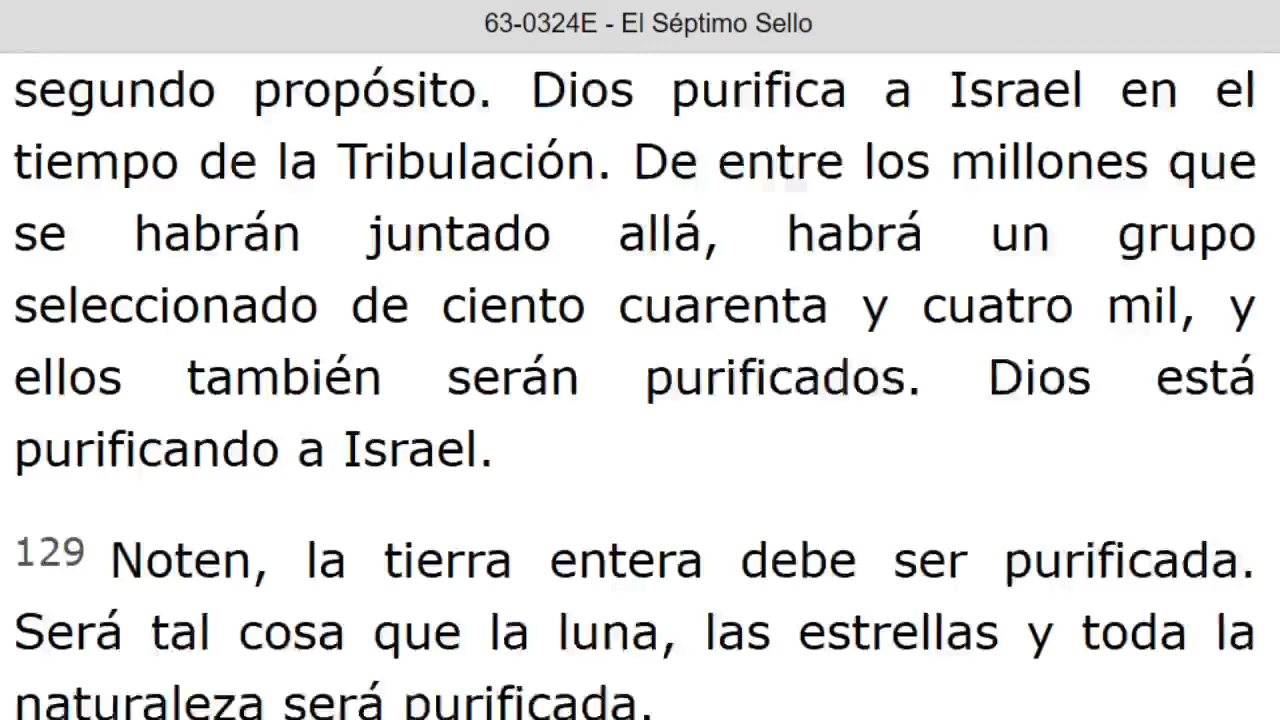 63-0324E - El Séptimo Sello
segundo propósito. Dios purifica a Israel en el
tiempo de la Tribulación. De entre los millones que
se habrán juntado allá, habrá un grupo
seleccionado de ciento cuarenta y cuatro mil, y
ellos también serán purificados. Dios está
purificando a Israel.
129 Noten, la tierra entera debe ser purificada.
Será tal cosa que la luna, las estrellas y toda la
naturaleza será purificada.